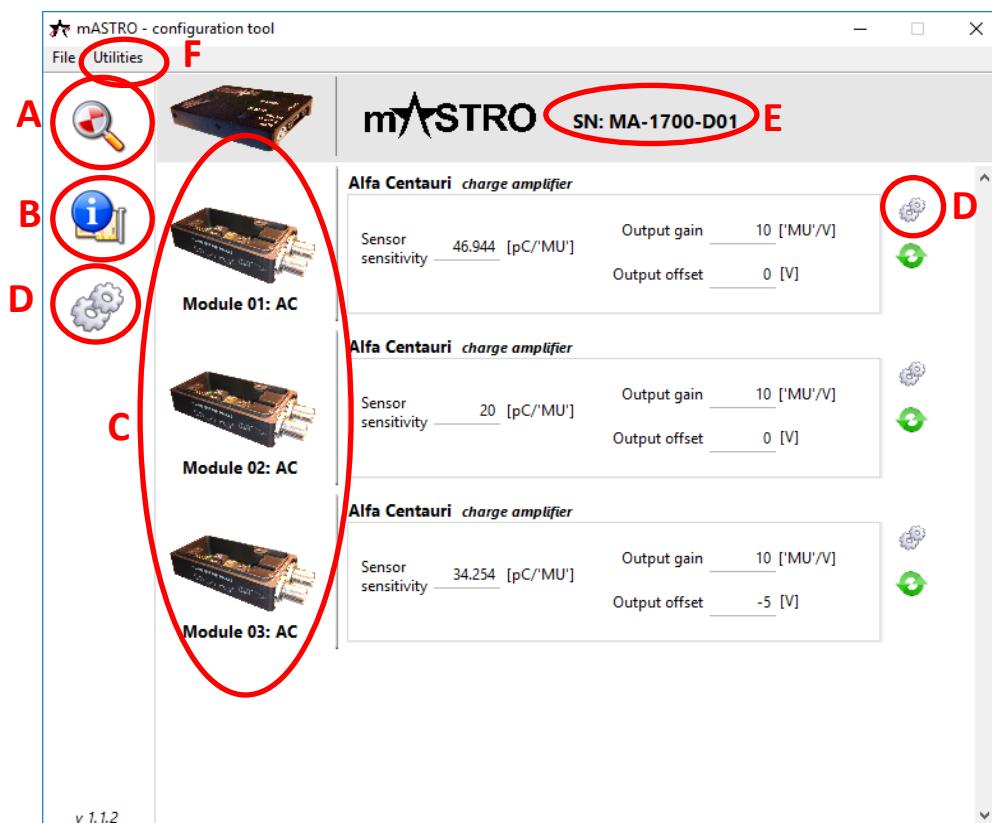 mASTRO - configuration tool
File Utilities F
A
mASTRO SN: MA-1700-D01 E
Alfa Centauri charge amplifier
B
D
Sensor sensitivity 46.944 [pC/'MU']
Output gain 10 ['MU'/V]
Output offset 0 [V]
D
Module 01: AC
Alfa Centauri charge amplifier
Sensor sensitivity 20 [pC/'MU']
Output gain 10 ['MU'/V]
Output offset 0 [V]
C
Module 02: AC
Alfa Centauri charge amplifier
Sensor sensitivity 34.254 [pC/'MU']
Output gain 10 ['MU'/V]
Output offset -5 [V]
Module 03: AC
v 1.1.2